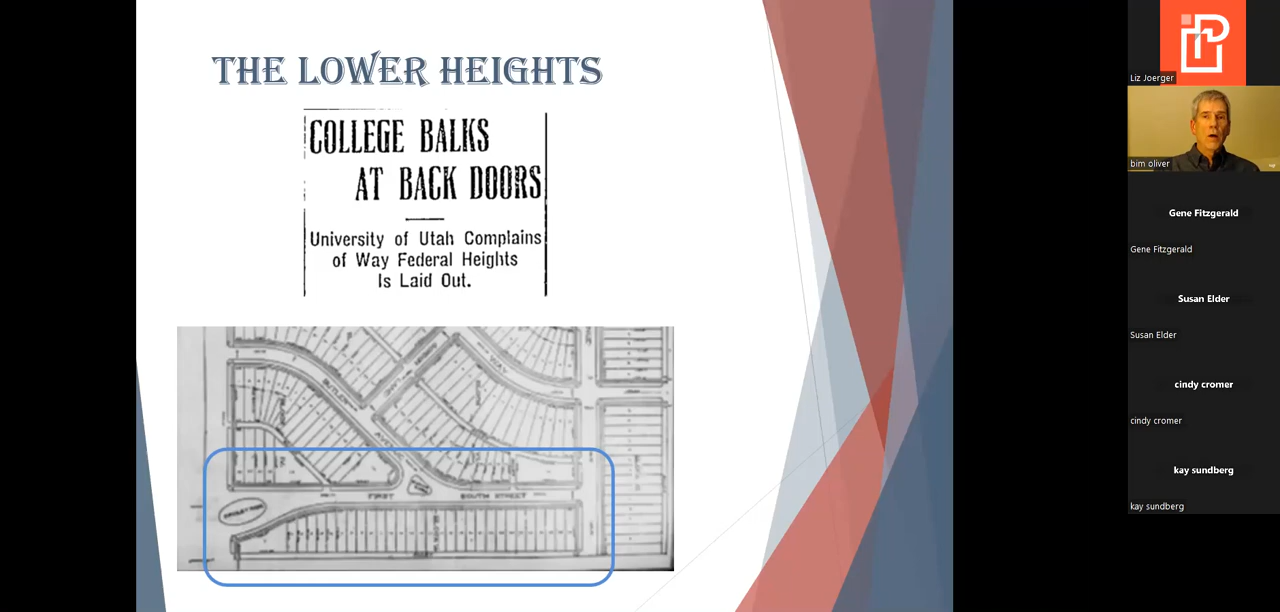 THE LOWER HEIGHTS
COLLEGE BALKS
AT BACK DOORS
University of Utah Complains
of Way Federal Heights
Is Laid Out.
WAY
FIRST SOUTH STREET
Liz Joerger
bim oliver
Gene Fitzgerald
Gene Fitzgerald
Susan Elder
Susan Elder
cindy cromer
cindy cromer
kay sundberg
kay sundberg